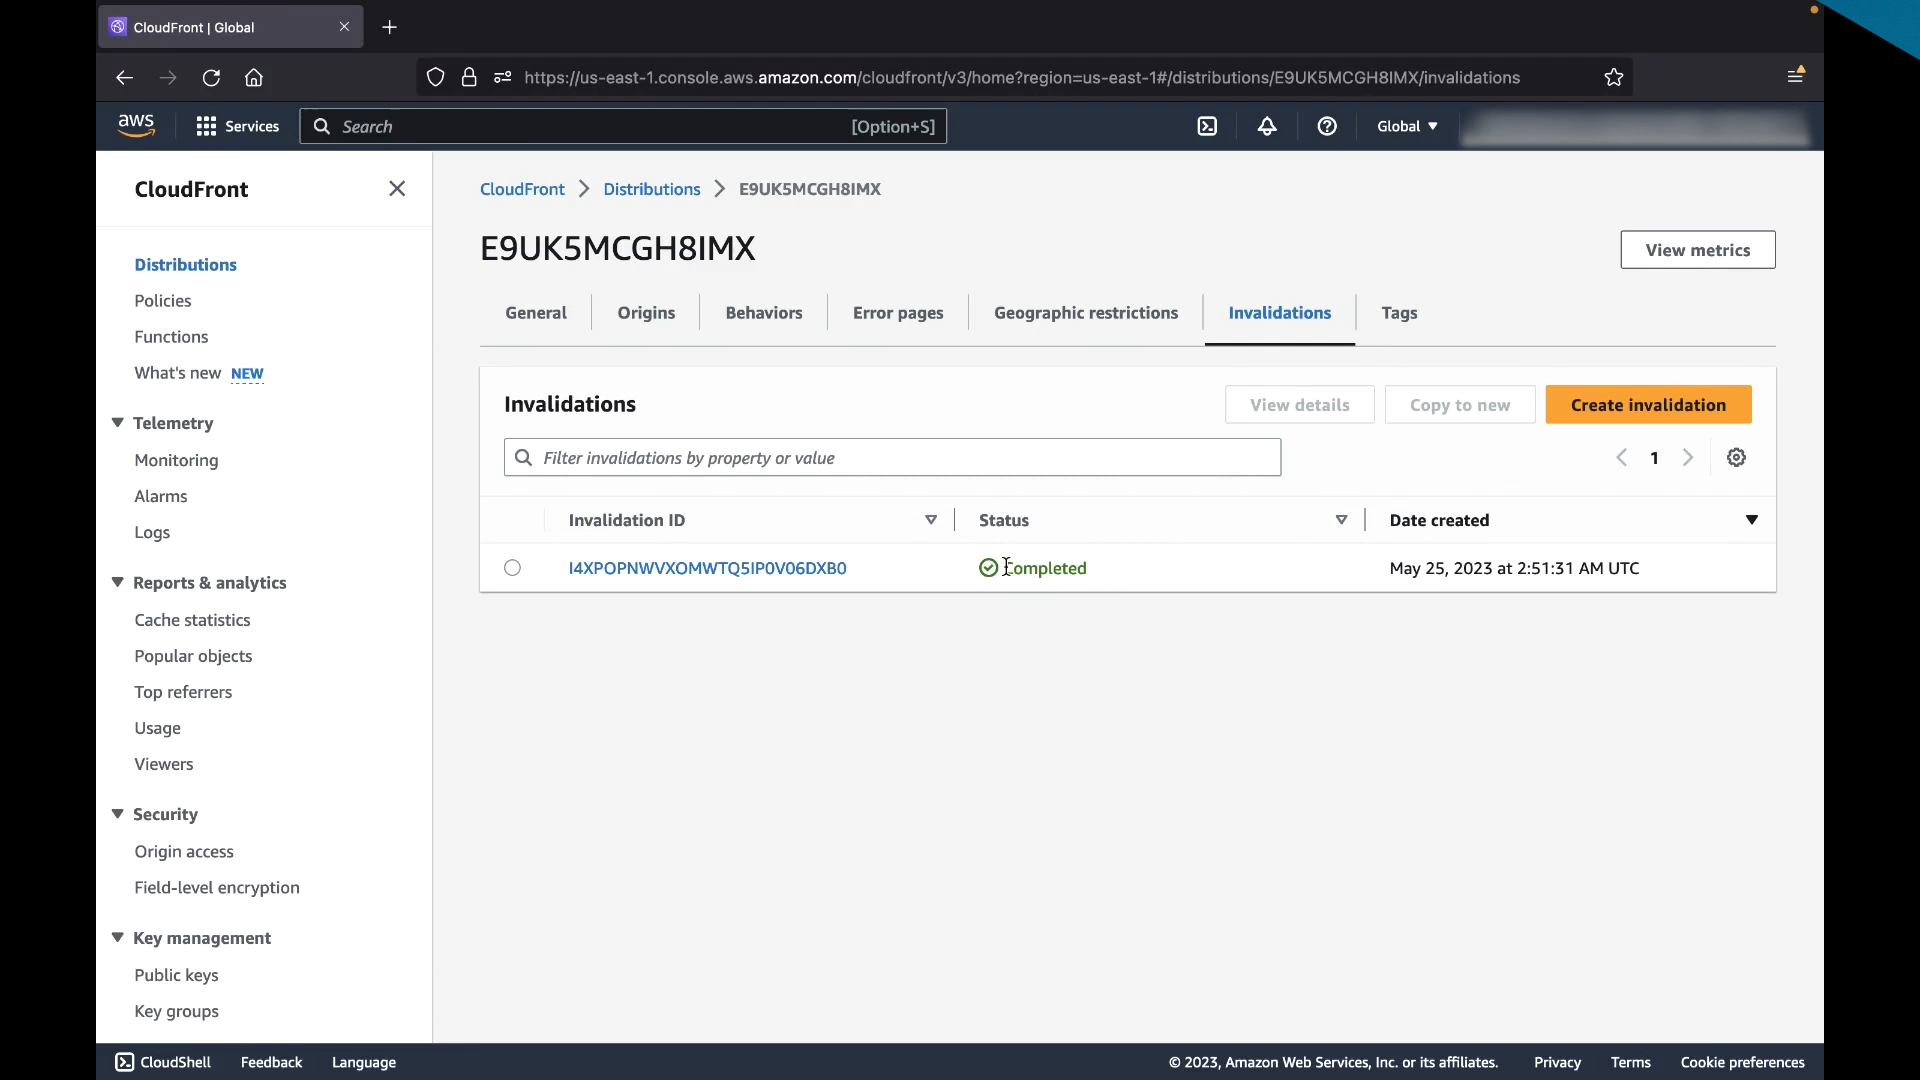 CloudFront | Global
https://us-east-1.console.aws.amazon.com/cloudfront/v3/home?region=us-east-1#/distributions/E9UK5MCGH8IMX/invalidations
aws
Services
Search
[Option+S]
Global
CloudFront
Distributions
Policies
Functions
What's new NEW
Telemetry
Monitoring
Alarms
Logs
Reports & analytics
Cache statistics
Popular objects
Top referrers
Usage
Viewers
Security
Origin access
Field-level encryption
Key management
Public keys
Key groups
CloudFront > Distributions > E9UK5MCGH8IMX
E9UK5MCGH8IMX
View metrics
General
Origins
Behaviors
Error pages
Geographic restrictions
Invalidations
Tags
Invalidations
View details
Copy to new
Create invalidation
Filter invalidations by property or value
1
Invalidation ID
Status
Date created
I4XPOPNWVXOMWTQ5IP0V06DXB0
Completed
May 25, 2023 at 2:51:31 AM UTC
CloudShell
Feedback
Language
© 2023, Amazon Web Services, Inc. or its affiliates.
Privacy
Terms
Cookie preferences